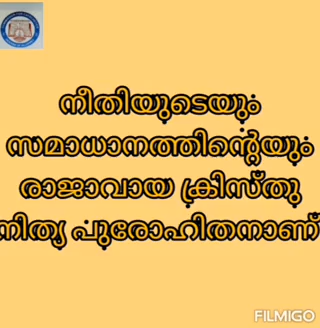 നീതിയുടെയും
സമാധാനത്തിന്റെയും
രാജാവായ ക്രിസ്തു
നിത്യ പുരോഹിതനാണ്
FILMIGO